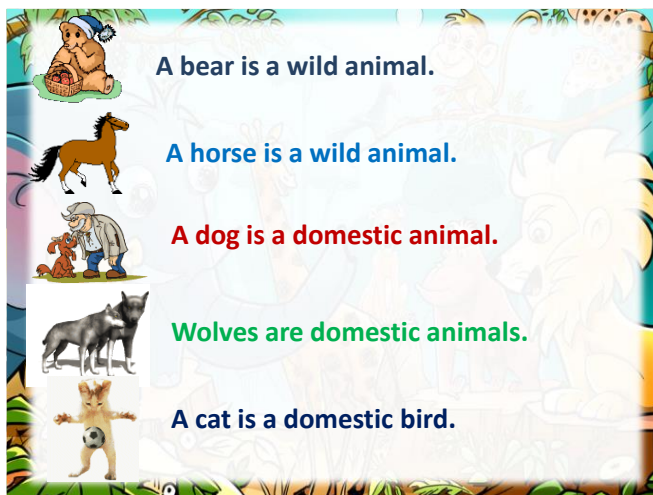 A bear is a wild animal.
A horse is a wild animal.
A dog is a domestic animal.
Wolves are domestic animals.
A cat is a domestic bird.